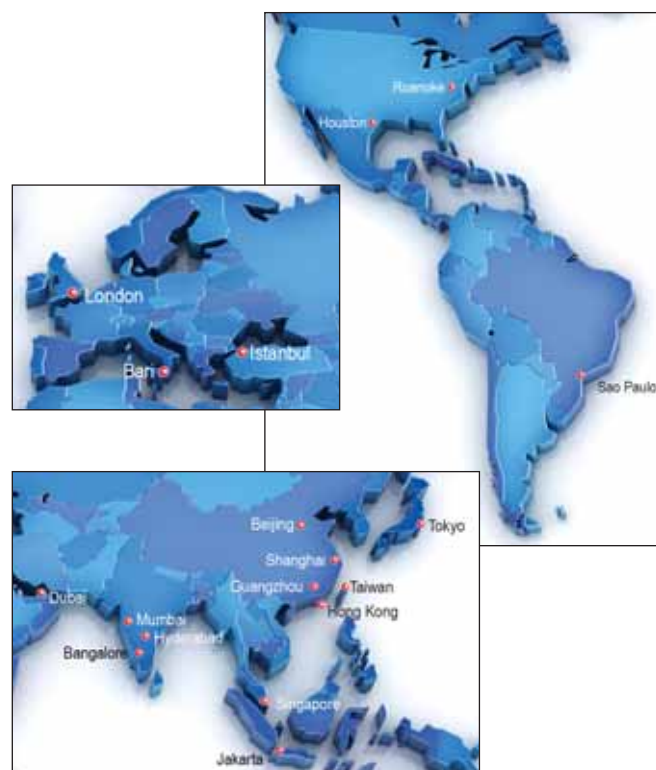 Roanoke
Houston
Sao Paulo
London
Istanbul
Bari
Beijing
Tokyo
Shanghai
Guangzhou
Taiwan
Hong Kong
Dubai
Mumbai
Hyderabad
Bangalore
Singapore
Jakarta